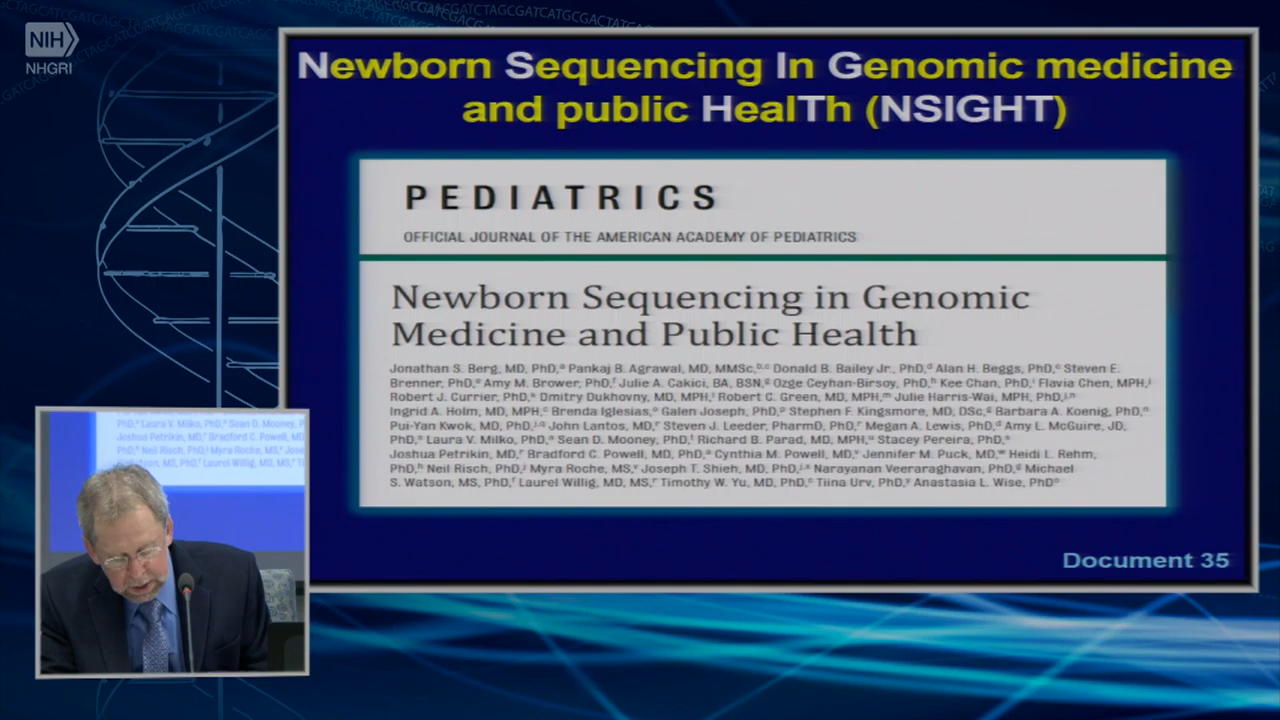 NIH
NHGRI
Newborn Sequencing In Genomic medicine
and public HealTh (NSIGHT)
PEDIATRICS
OFFICIAL JOURNAL OF THE AMERICAN ACADEMY OF PEDIATRICS
Newborn Sequencing in Genomic
Medicine and Public Health
Jonathan S. Berg, MD, PhD,ᵃ Pankaj B. Agrawal, MD, MMSc,ᵇ,ᶜ Donald B. Bailey Jr., PhD,ᵈ Alan H. Beggs, PhD,ᶜ Steven E.
Brenner, PhD,ᵉ Amy M. Brower, PhD,ᶠ Julie A. Cakici, BA, BSN,ᵍ Ozge Ceyhan-Birsoy, PhD,ʰ Kee Chan, PhD,ⁱ Flavia Chen, MPH,ʲ
Robert J. Currier, PhD,ᵏ Dmitry Dukhovny, MD, MPH,ˡ Robert C. Green, MD, MPH,ᵐ Julie Harris-Wai, MPH, PhD,ʲ,ⁿ
Ingrid A. Holm, MD, MPH,ᶜ Brenda Iglesias,ᵒ Galen Joseph, PhD,ᵖ Stephen F. Kingsmore, MD, DSc,ᵍ Barbara A. Koenig, PhD,ⁿ
Pui-Yan Kwok, MD, PhD, John Lantos, MD,ʳ Steven J. Leeder, PharmD, PhD,ʳ Megan A. Lewis, PhD,ᵈ Amy L. McGuire, JD,
PhD,ˢ Laura V. Milko, PhD,ᵃ Sean D. Mooney, PhD,ᵗ Richard B. Parad, MD, MPH,ᵘ Stacey Pereira, PhD,ˢ
Joshua Petrikin, MD,ʳ Bradford C. Powell, MD, PhD,ᵃ Cynthia M. Powell, MD,ᵛ Jennifer M. Puck, MD,ʷ Heidi L. Rehm,
PhD,ʰ Neil Risch, PhD,ʲ Myra Roche, MS,ᵛ Joseph T. Shieh, MD, PhD,ʲ,ˣ Narayanan Veeraraghavan, PhD,ᵍ Michael
S. Watson, MS, PhD,ᶠ Laurel Willig, MD, MS,ʳ Timothy W. Yu, MD, PhD,ᶜ Tiina Urv, PhD,ʸ Anastasia L. Wise, PhDᵒ
Document 35